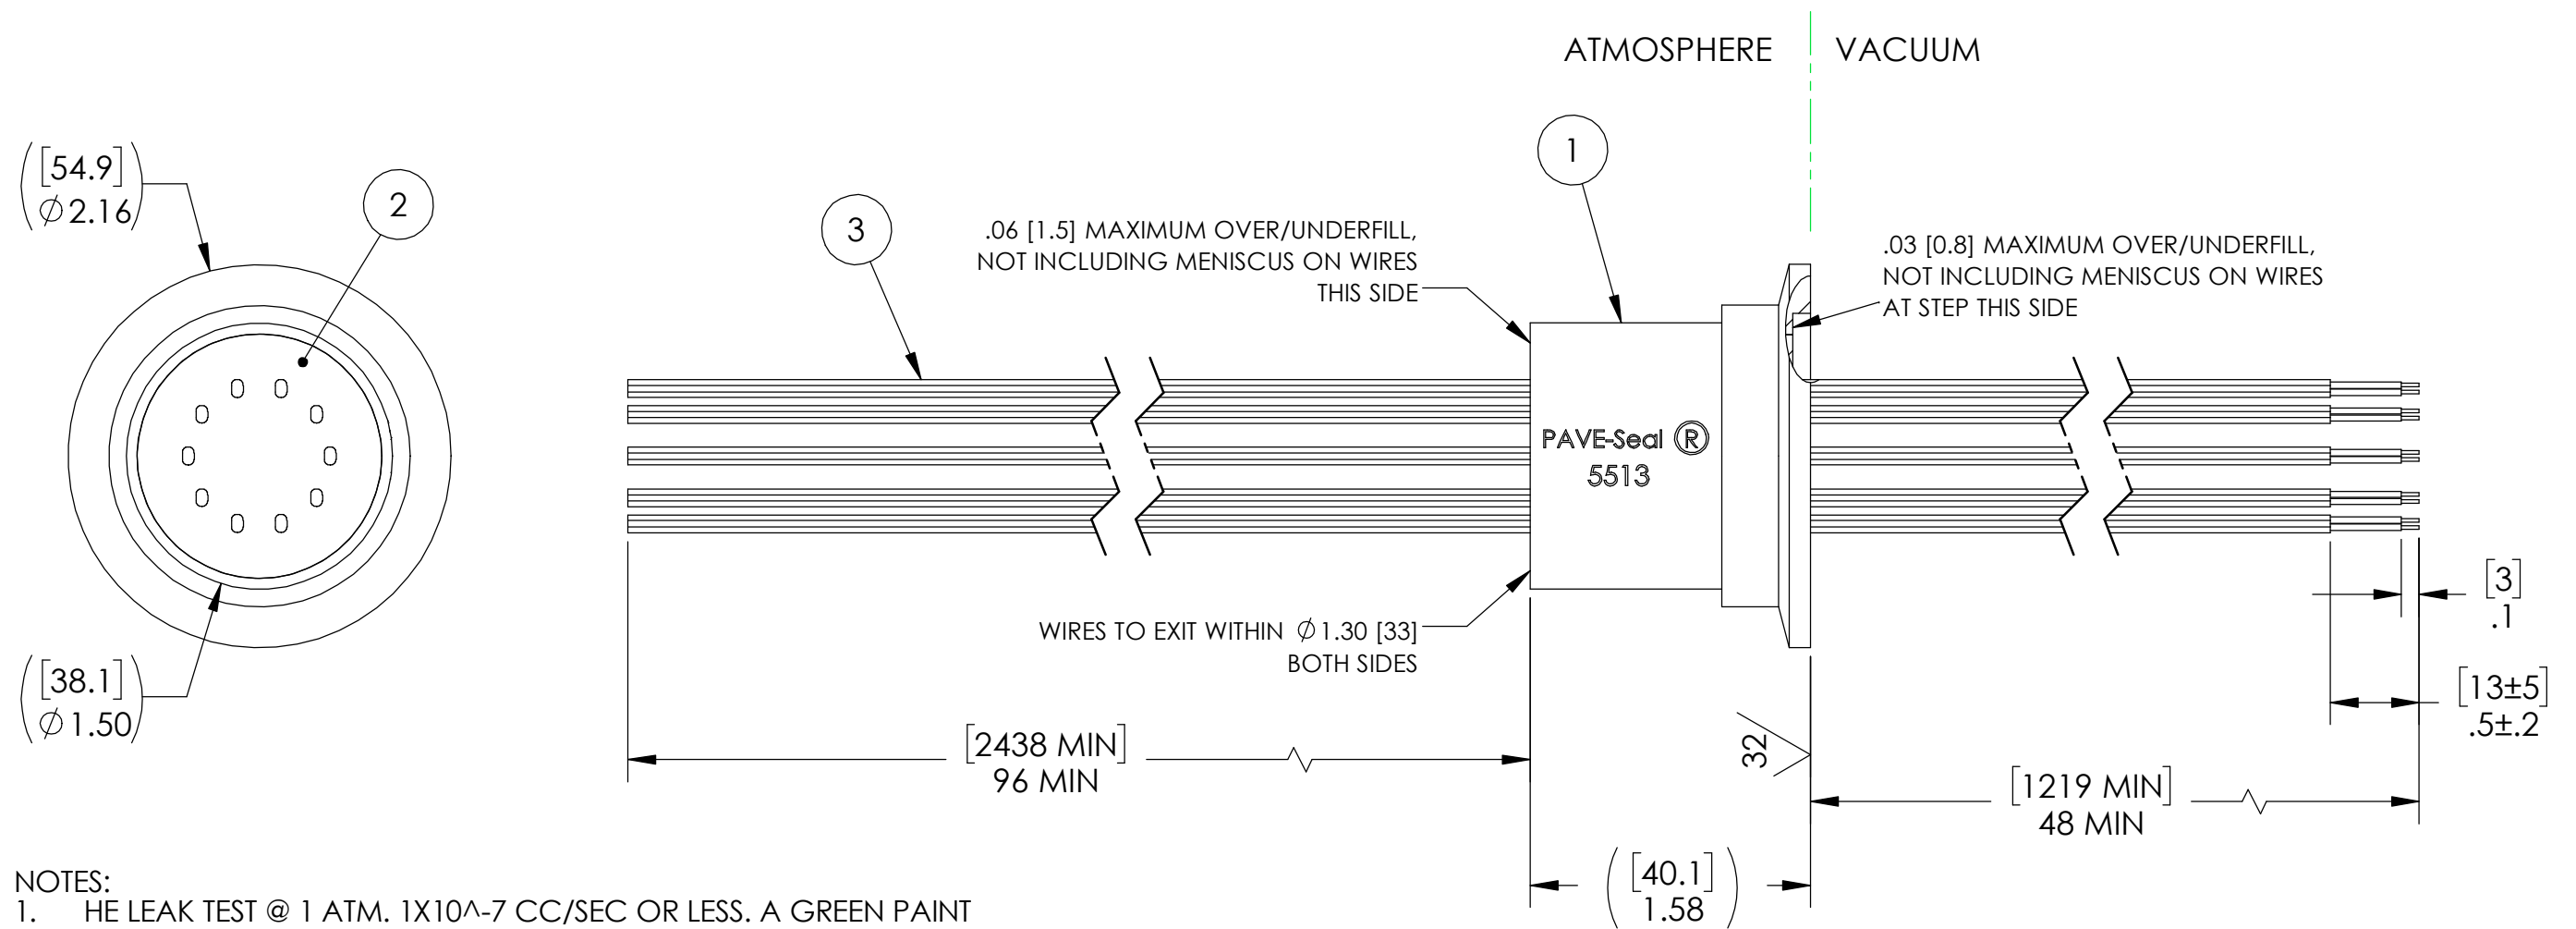 ATMOSPHERE
VACUUM
([54.9]
⌀2.16)
2
3
1
.06 [1.5] MAXIMUM OVER/UNDERFILL,
NOT INCLUDING MENISCUS ON WIRES
THIS SIDE
.03 [0.8] MAXIMUM OVER/UNDERFILL,
NOT INCLUDING MENISCUS ON WIRES
AT STEP THIS SIDE
PAVE-Seal ®
5513
([38.1]
⌀1.50)
WIRES TO EXIT WITHIN ⌀1.30 [33]
BOTH SIDES
[3]
.1
[13±5]
.5±.2
[2438 MIN]
96 MIN
32
[1219 MIN]
48 MIN
([40.1]
1.58)
NOTES:
1. HE LEAK TEST @ 1 ATM. 1X10^-7 CC/SEC OR LESS. A GREEN PAINT